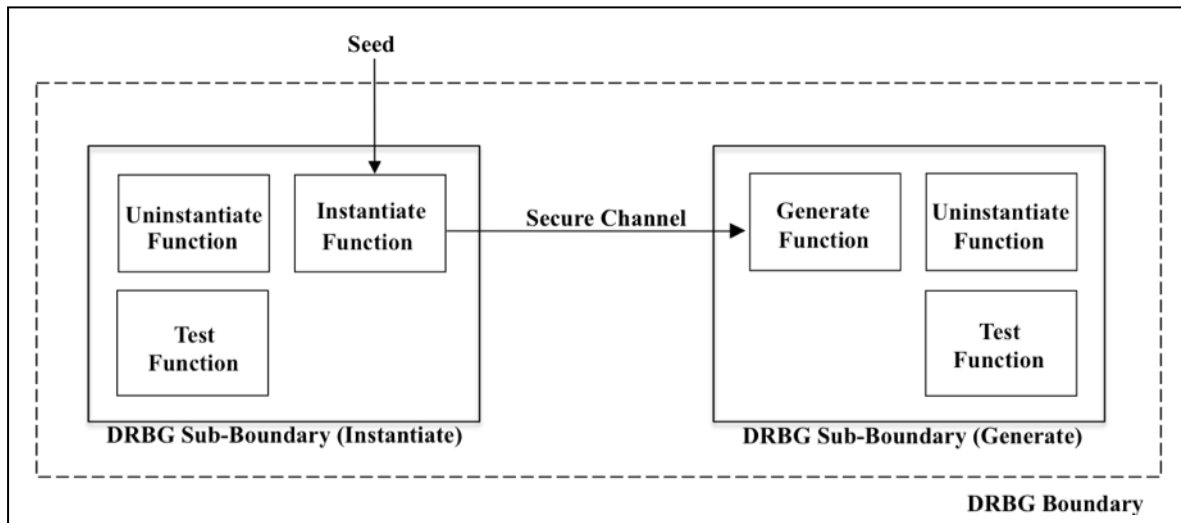 Seed
Uninstantiate
Function
Instantiate
Function
Test
Function
DRBG Sub-Boundary (Instantiate)
Secure Channel
Generate
Function
Uninstantiate
Function
Test
Function
DRBG Sub-Boundary (Generate)
DRBG Boundary